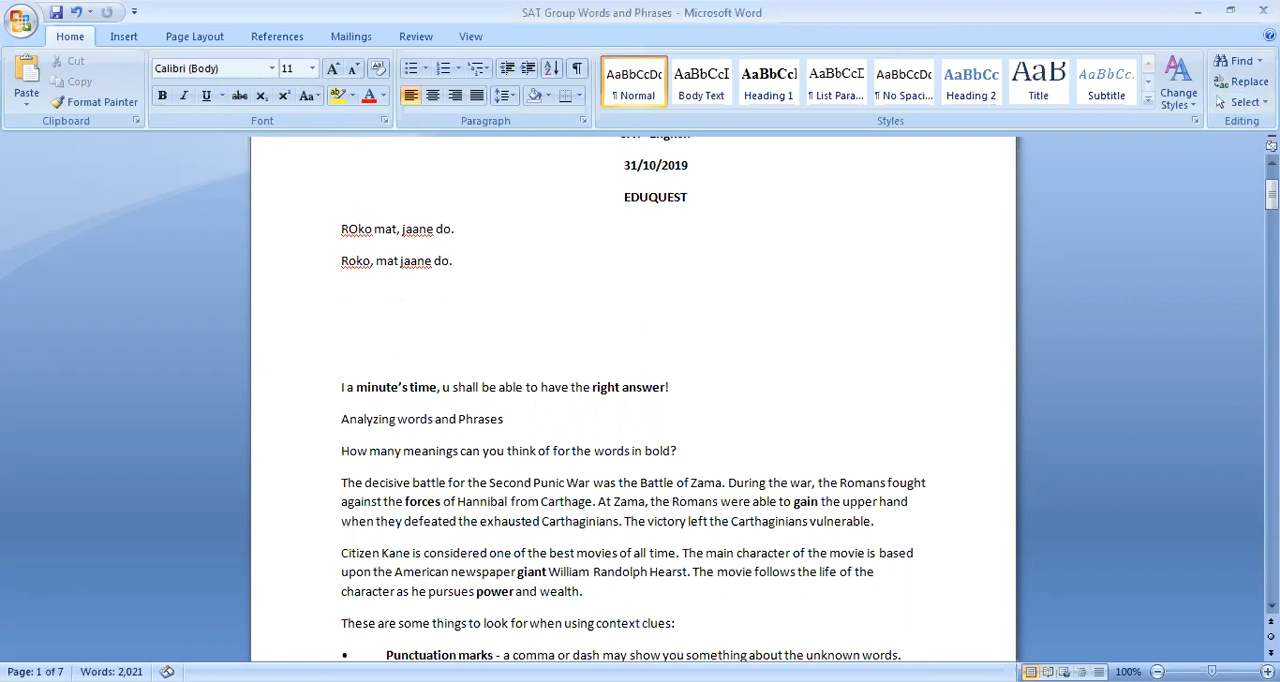 SAT Group Words and Phrases - Microsoft Word
Home Insert Page Layout References Mailings Review View
Paste
Cut
Copy
Format Painter
Clipboard
Calibri (Body) 11
Font
Paragraph
AaBbCcDc AaBbCcI AaBbCcl AaBbCcI AaBbCcDc AaBbCc AaB AaBbCc.
¶ Normal Body Text Heading 1 ¶ List Para... ¶ No Spaci... Heading 2 Title Subtitle
Change Styles
Styles
Find
Replace
Select
Editing
31/10/2019
EDUQUEST
ROko mat, jaane do.
Roko, mat jaane do.
I a minute's time, u shall be able to have the right answer!
Analyzing words and Phrases
How many meanings can you think of for the words in bold?
The decisive battle for the Second Punic War was the Battle of Zama. During the war, the Romans fought
against the forces of Hannibal from Carthage. At Zama, the Romans were able to gain the upper hand
when they defeated the exhausted Carthaginians. The victory left the Carthaginians vulnerable.
Citizen Kane is considered one of the best movies of all time. The main character of the movie is based
upon the American newspaper giant William Randolph Hearst. The movie follows the life of the
character as he pursues power and wealth.
These are some things to look for when using context clues:
• Punctuation marks - a comma or dash may show you something about the unknown words.
Page: 1 of 7 Words: 2,021 100%